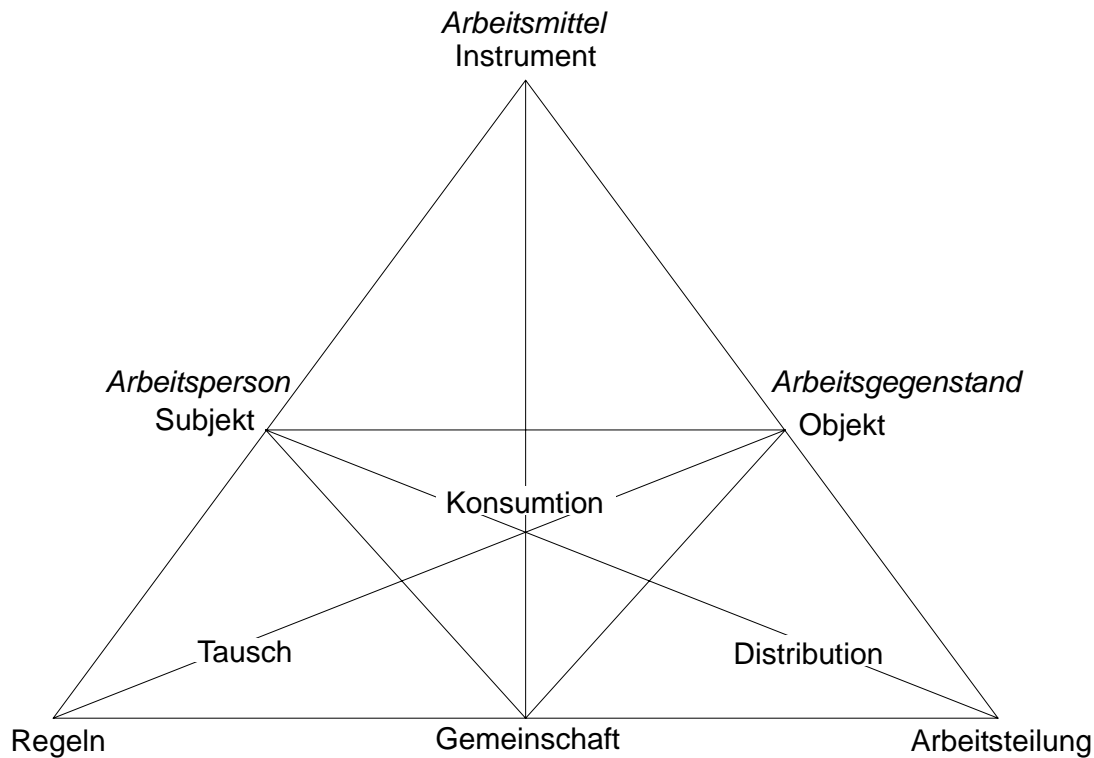 Arbeitsmittel
Instrument
Arbeitsperson
Subjekt
Arbeitsgegenstand
Objekt
Konsumtion
Tausch
Distribution
Regeln
Gemeinschaft
Arbeitsteilung